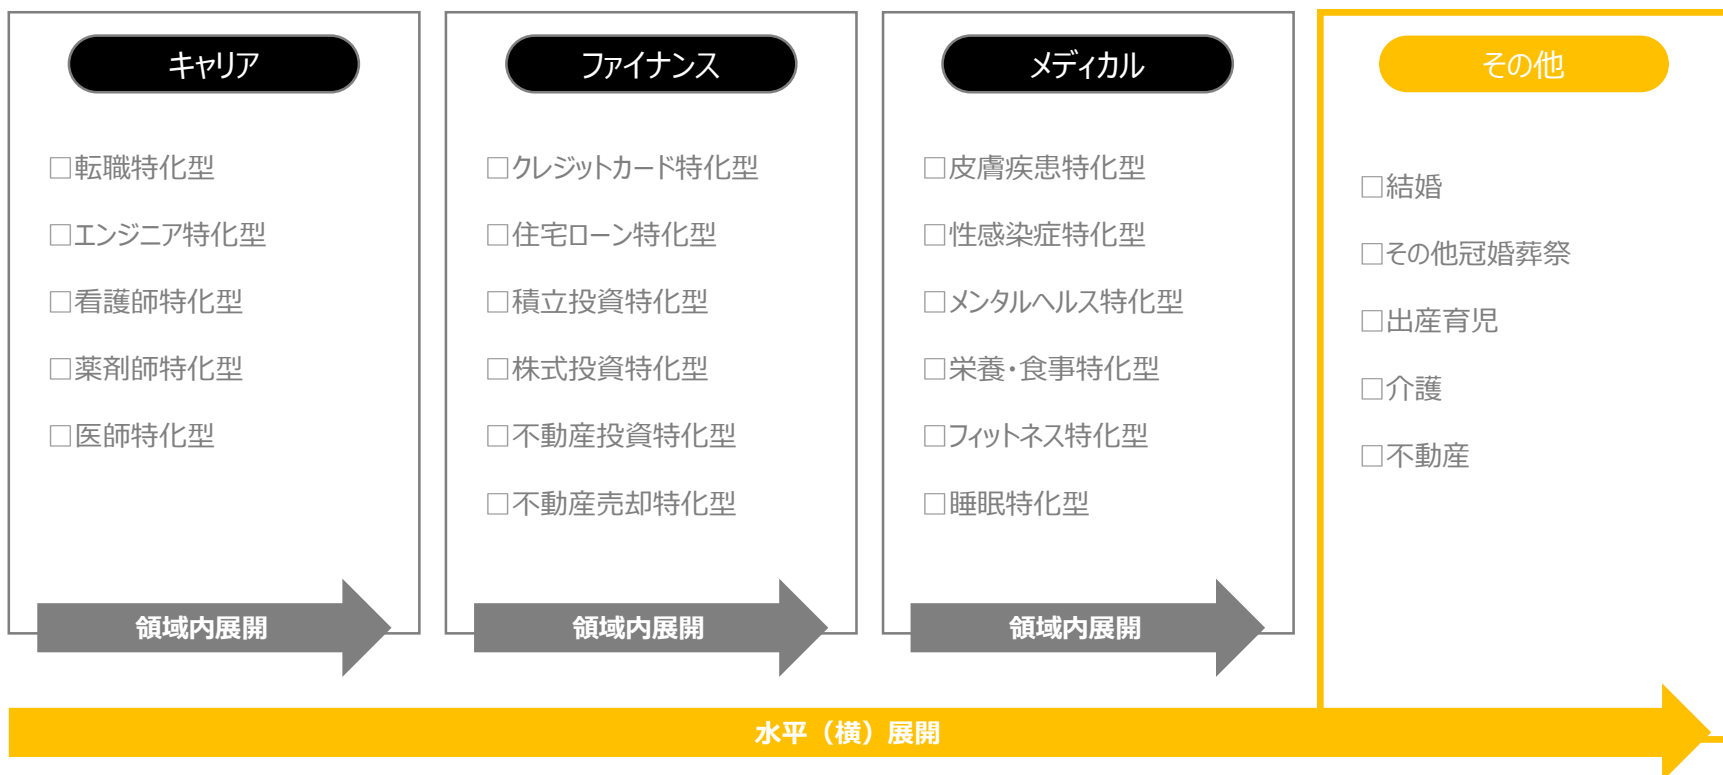 キャリア
□転職特化型
□エンジニア特化型
□看護師特化型
□薬剤師特化型
□医師特化型
領域内展開
ファイナンス
□クレジットカード特化型
□住宅ローン特化型
□積立投資特化型
□株式投資特化型
□不動産投資特化型
□不動産売却特化型
領域内展開
メディカル
□皮膚疾患特化型
□性感染症特化型
□メンタルヘルス特化型
□栄養・食事特化型
□フィットネス特化型
□睡眠特化型
領域内展開
その他
□結婚
□その他冠婚葬祭
□出産育児
□介護
□不動産
水平（横）展開